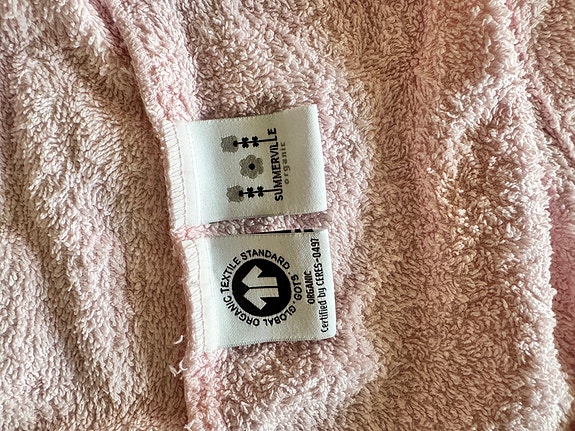 SUMMERVILLE
organic
GLOBAL ORGANIC TEXTILE STANDARD · GOTS ·
ORGANIC
Certified by CERES-0497